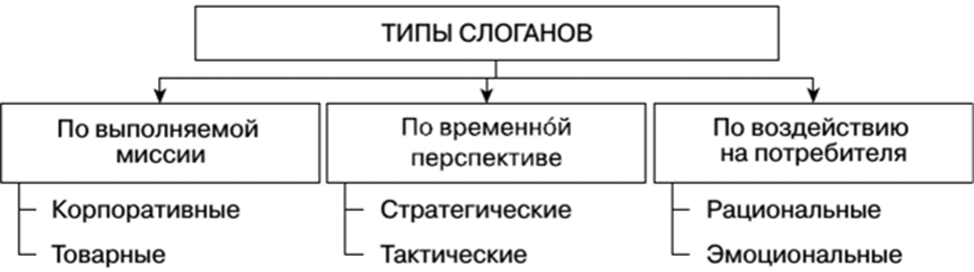 ТИПЫ СЛОГАНОВ
По выполняемой
миссии
Корпоративные
Товарные
По временно́й
перспективе
Стратегические
Тактические
По воздействию
на потребителя
Рациональные
Эмоциональные